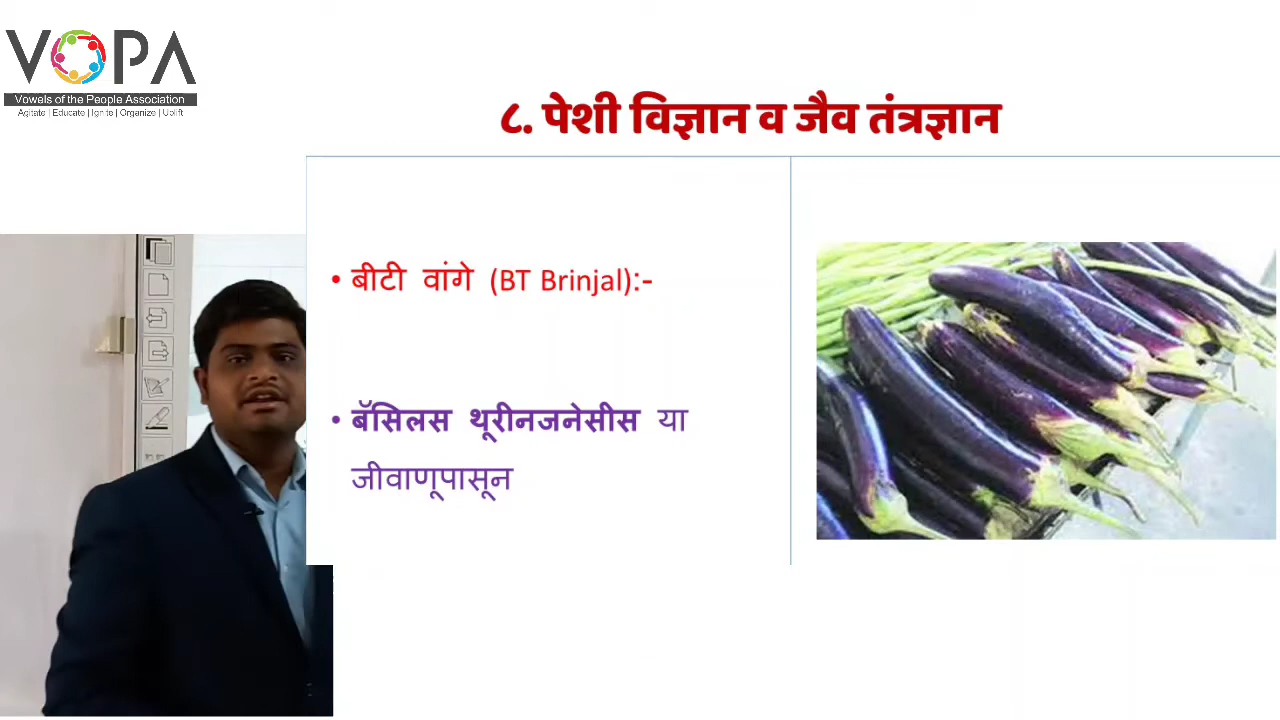 VOPA
Vowels of the People Association
Agitate | Educate | Ignite | Organize | Uplift
८. पेशी विज्ञान व जैव तंत्रज्ञान
• बीटी वांगे (BT Brinjal):-
• बॅसिलस थूरीनजनेसीस या
जीवाणूपासून